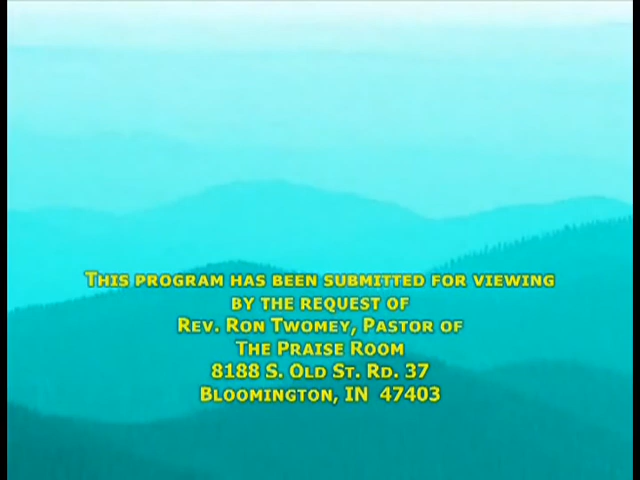 This program has been submitted for viewing
by the request of
Rev. Ron Twomey, Pastor of
The Praise Room
8188 S. Old St. Rd. 37
Bloomington, IN  47403